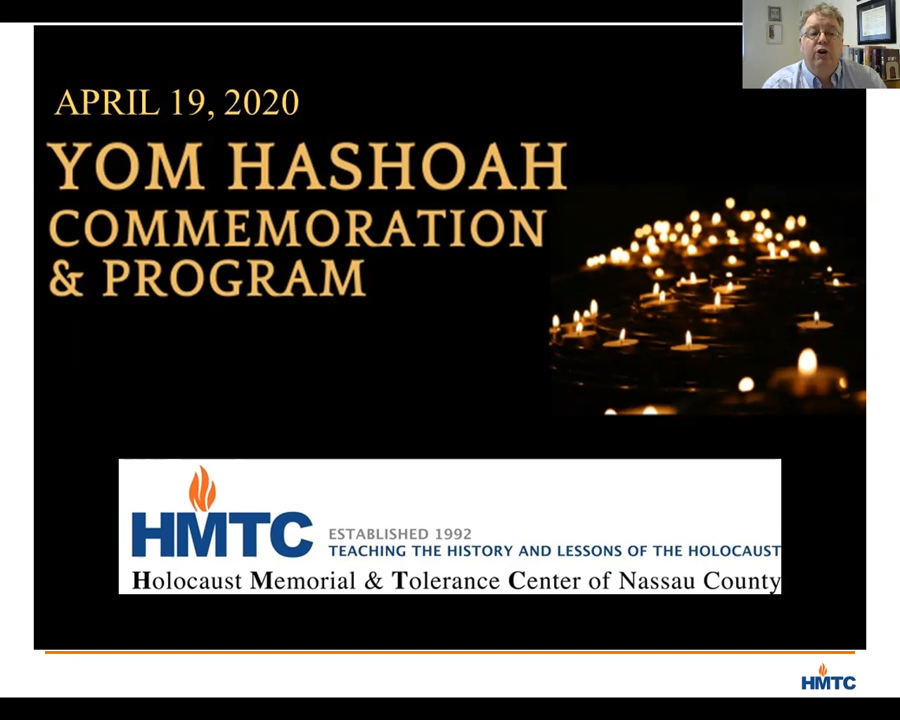 APRIL 19, 2020
YOM HASHOAH
COMMEMORATION
& PROGRAM
HMTC
ESTABLISHED 1992
TEACHING THE HISTORY AND LESSONS OF THE HOLOCAUST
Holocaust Memorial & Tolerance Center of Nassau County
HMTC